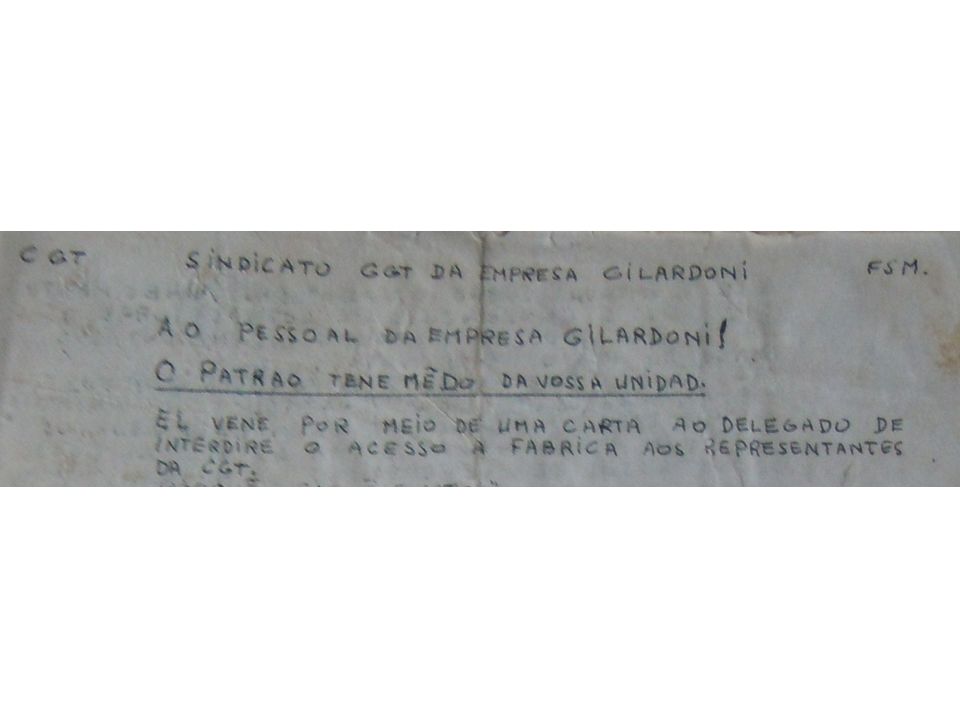 CGT SINDICATO GGT DA EMPRESA GILARDONI FSM.
AO PESSOAL DA EMPRESA GILARDONI!
O PATRAO TENE MÊDO DA VOSSA UNIDAD.
EL VENE POR MEIO DE UMA CARTA AO DELEGADO DE
INTERDIRE O ACESSO A FABRICA AOS REPRESENTANTES
DA CGT.